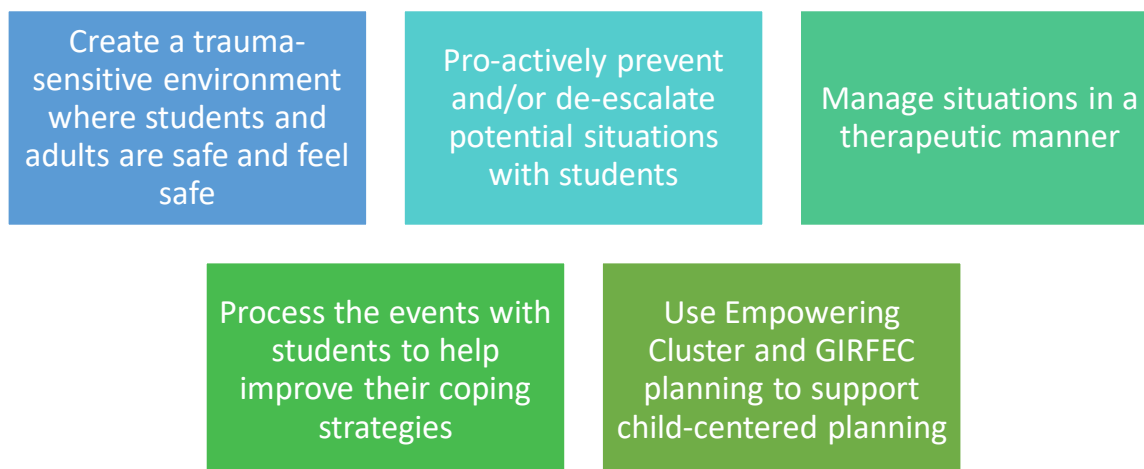 Create a trauma-
sensitive environment
where students and
adults are safe and feel
safe
Pro-actively prevent
and/or de-escalate
potential situations
with students
Manage situations in a
therapeutic manner
Process the events with
students to help
improve their coping
strategies
Use Empowering
Cluster and GIRFEC
planning to support
child-centered planning